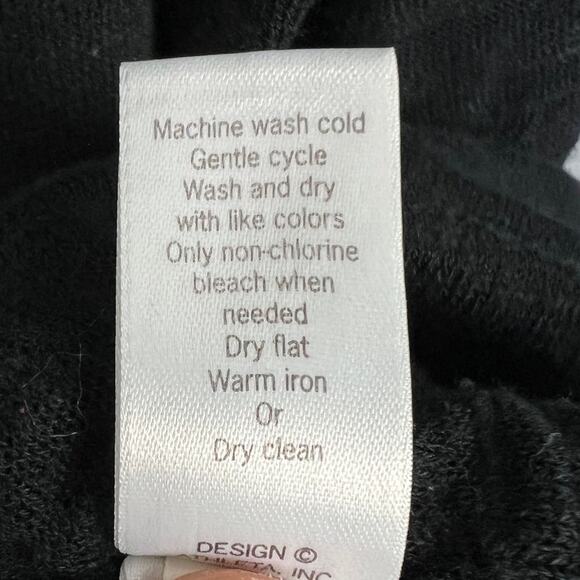 Machine wash cold
Gentle cycle
Wash and dry
with like colors
Only non-chlorine
bleach when
needed
Dry flat
Warm iron
Or
Dry clean
DESIGN ©
INC